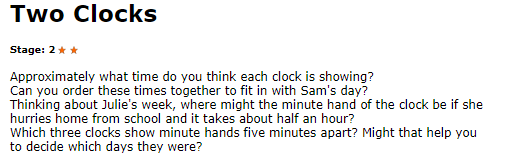 Two Clocks
Stage: 2 ★ ★
Approximately what time do you think each clock is showing?
Can you order these times together to fit in with Sam's day?
Thinking about Julie's week, where might the minute hand of the clock be if she
hurries home from school and it takes about half an hour?
Which three clocks show minute hands five minutes apart? Might that help you
to decide which days they were?